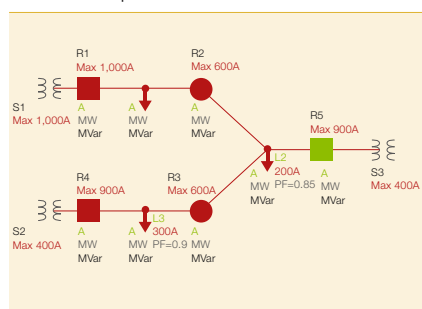 R1
Max 1,000A
R2
Max 600A
S1
Max 1,000A
A
MW
MVar
A
MW
MVar
A
MW
MVar
R5
Max 900A
L2
200A
PF=0.85
A
MW
MVar
A
MW
MVar
S3
Max 400A
R4
Max 900A
R3
Max 600A
S2
Max 400A
A
MW
MVar
L3
300A
PF=0.9
A
MW
MVar
A
MW
MVar